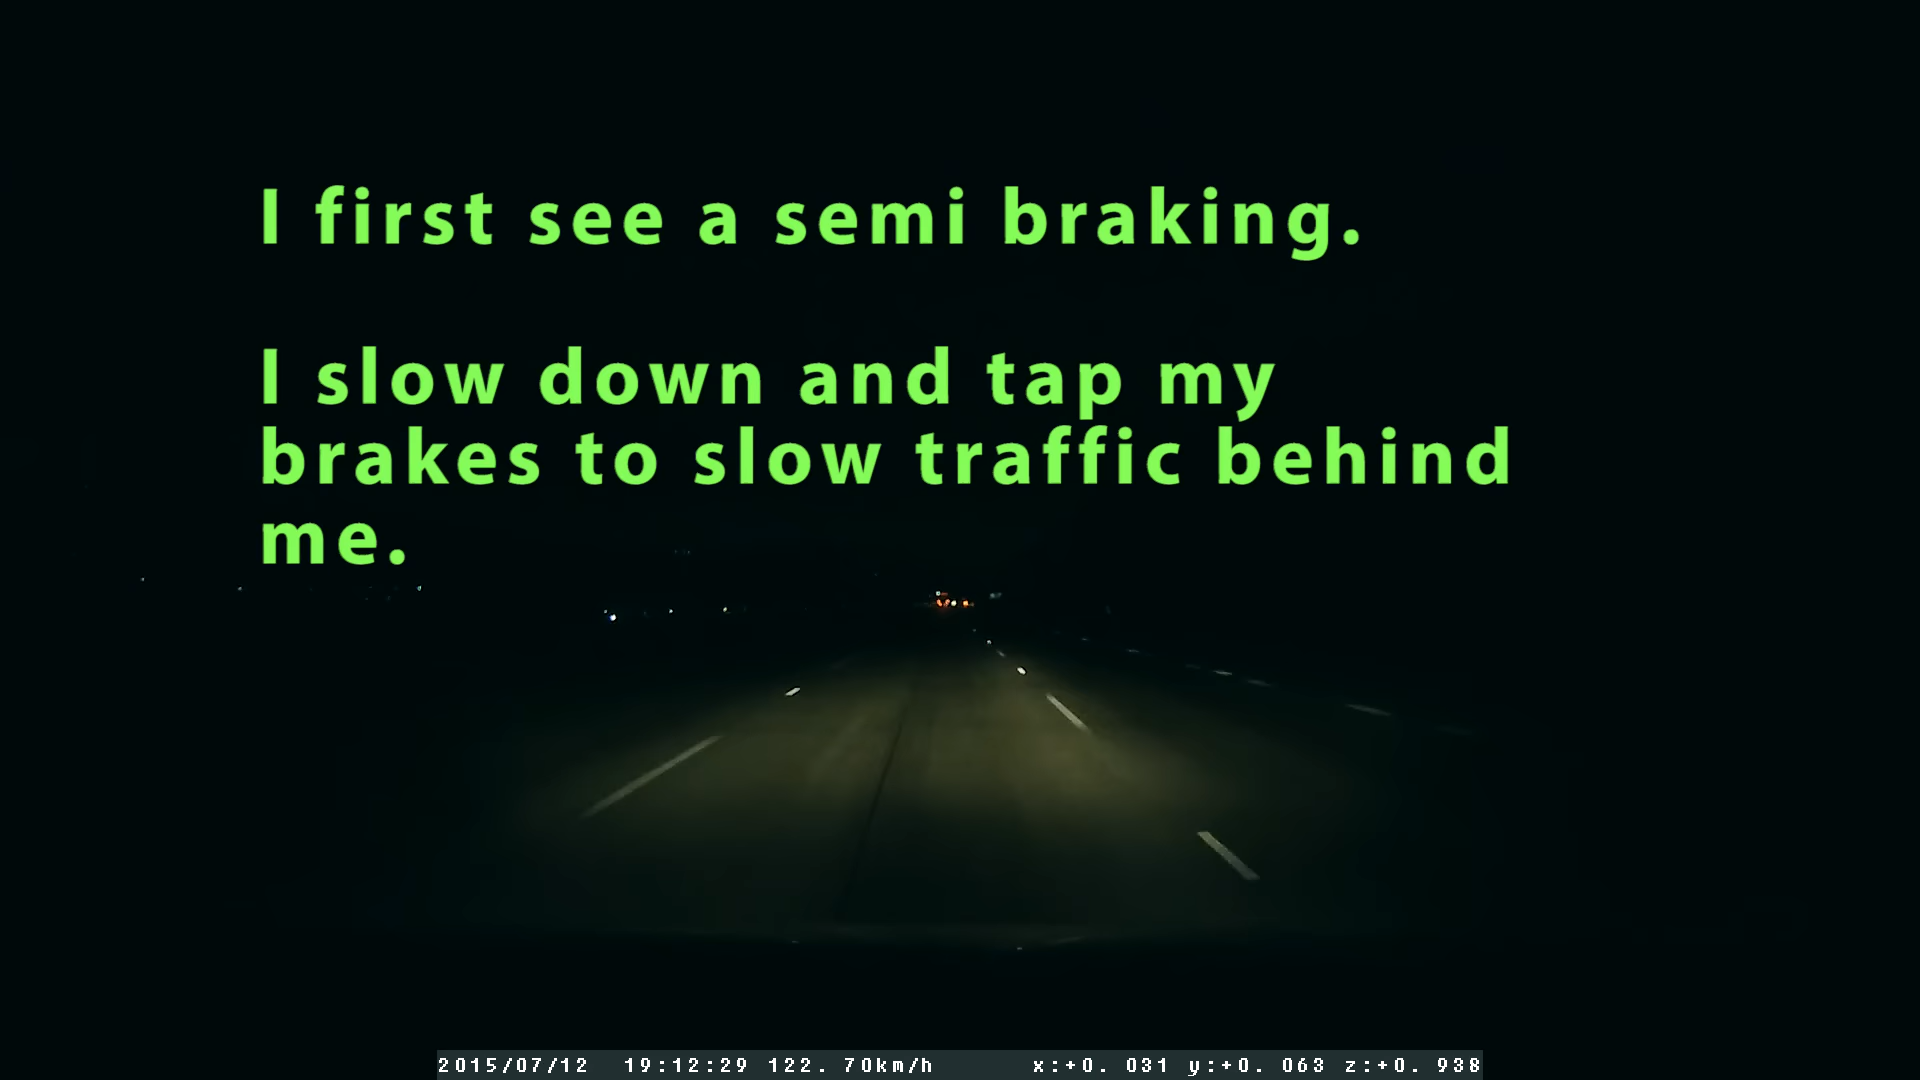 I first see a semi braking.
I slow down and tap my
brakes to slow traffic behind
me.
2015/07/12 19:12:29 122. 70km/h x:+0. 031 y:+0. 063 z:+0. 938